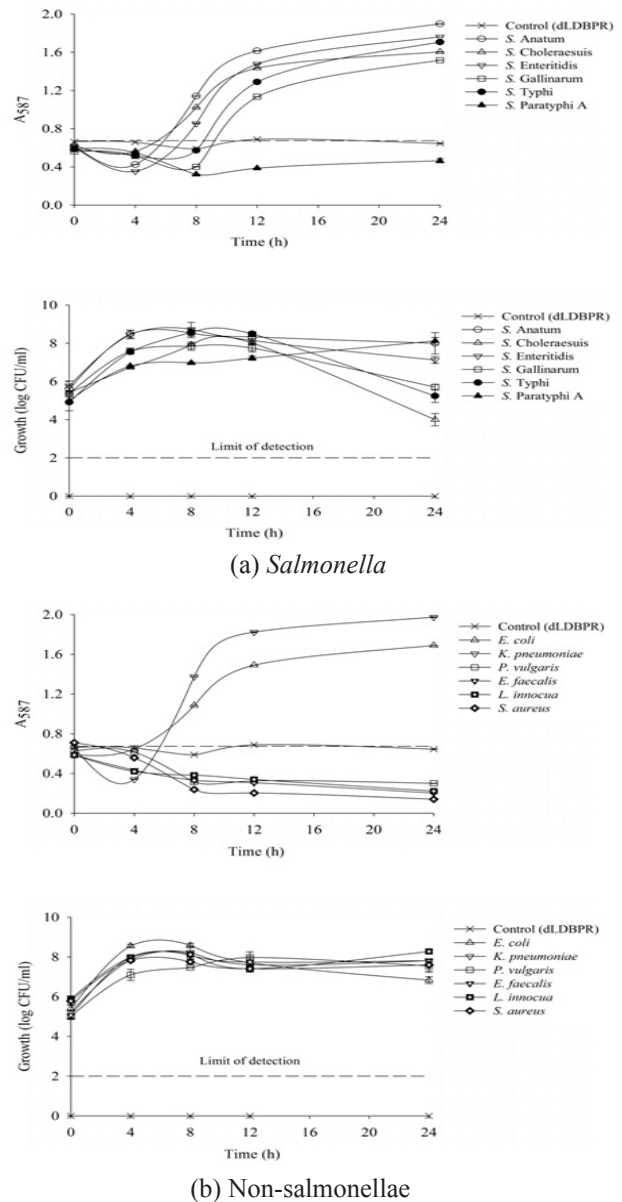 2.0
1.6
1.2
0.8
0.4
0.0
A587
0 4 8 12 16 20 24
Time (h)
Control (dLDBPR)
S. Anatum
S. Choleraesuis
S. Enteritidis
S. Gallinarum
S. Typhi
S. Paratyphi A
10
8
6
4
2
0
Growth (log CFU/ml)
Limit of detection
0 4 8 12 16 20 24
Time (h)
Control (dLDBPR)
S. Anatum
S. Choleraesuis
S. Enteritidis
S. Gallinarum
S. Typhi
S. Paratyphi A
(a) Salmonella
2.0
1.6
1.2
0.8
0.4
0.0
A587
0 4 8 12 16 20 24
Time (h)
Control (dLDBPR)
E. coli
K. pneumoniae
P. vulgaris
E. faecalis
L. innocua
S. aureus
10
8
6
4
2
0
Growth (log CFU/ml)
Limit of detection
0 4 8 12 16 20 24
Time (h)
Control (dLDBPR)
E. coli
K. pneumoniae
P. vulgaris
E. faecalis
L. innocua
S. aureus
(b) Non-salmonellae